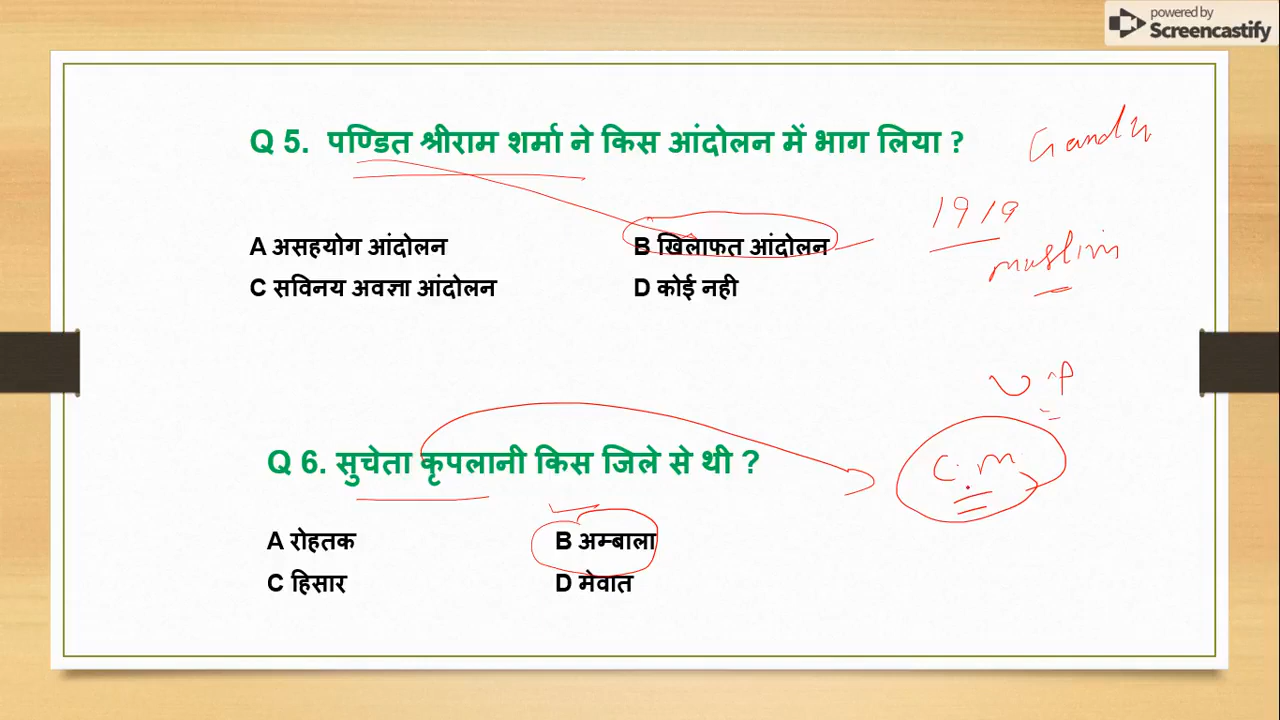 powered by
Screencastify
Q 5. पण्डित श्रीराम शर्मा ने किस आंदोलन में भाग लिया ?
Gandhi
1919
A असहयोग आंदोलन B खिलाफत आंदोलन
muslim
C सविनय अवज्ञा आंदोलन D कोई नही
U P
Q 6. सुचेता कृपलानी किस जिले से थी ?
C.M.
A रोहतक B अम्बाला
C हिसार D मेवात